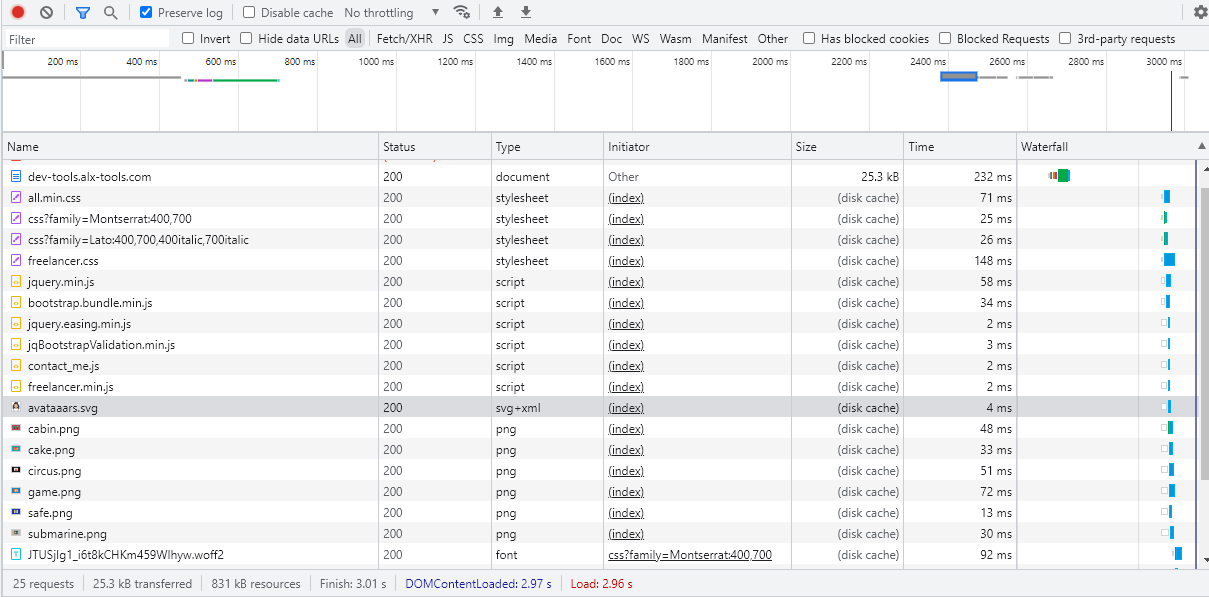 Preserve log Disable cache No throttling
Filter Invert Hide data URLs All Fetch/XHR JS CSS Img Media Font Doc WS Wasm Manifest Other Has blocked cookies Blocked Requests 3rd-party requests
200 ms 400 ms 600 ms 800 ms 1000 ms 1200 ms 1400 ms 1600 ms 1800 ms 2000 ms 2200 ms 2400 ms 2600 ms 2800 ms 3000 ms
Name Status Type Initiator Size Time Waterfall
dev-tools.alx-tools.com 200 document Other 25.3 kB 232 ms
all.min.css 200 stylesheet (index) (disk cache) 71 ms
css?family=Montserrat:400,700 200 stylesheet (index) (disk cache) 25 ms
css?family=Lato:400,700,400italic,700italic 200 stylesheet (index) (disk cache) 26 ms
freelancer.css 200 stylesheet (index) (disk cache) 148 ms
jquery.min.js 200 script (index) (disk cache) 58 ms
bootstrap.bundle.min.js 200 script (index) (disk cache) 34 ms
jquery.easing.min.js 200 script (index) (disk cache) 2 ms
jqBootstrapValidation.min.js 200 script (index) (disk cache) 3 ms
contact_me.js 200 script (index) (disk cache) 2 ms
freelancer.min.js 200 script (index) (disk cache) 2 ms
avataaars.svg 200 svg+xml (index) (disk cache) 4 ms
cabin.png 200 png (index) (disk cache) 48 ms
cake.png 200 png (index) (disk cache) 33 ms
circus.png 200 png (index) (disk cache) 51 ms
game.png 200 png (index) (disk cache) 72 ms
safe.png 200 png (index) (disk cache) 13 ms
submarine.png 200 png (index) (disk cache) 30 ms
JTUSjIg1_i6t8kCHKm459Wlhyw.woff2 200 font css?family=Montserrat:400,700 (disk cache) 92 ms
25 requests 25.3 kB transferred 831 kB resources Finish: 3.01 s DOMContentLoaded: 2.97 s Load: 2.96 s